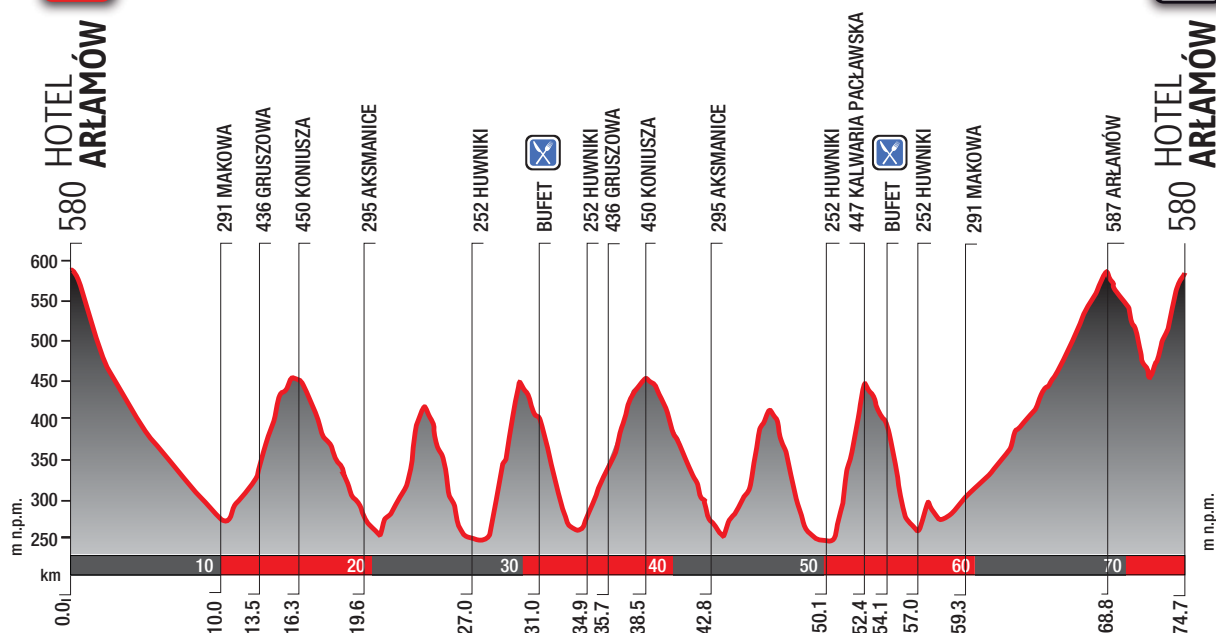 580 HOTEL
ARŁAMÓW
291 MAKOWA
436 GRUSZOWA
450 KONIUSZA
295 AKSMANICE
252 HUWNIKI
BUFET
252 HUWNIKI
436 GRUSZOWA
450 KONIUSZA
295 AKSMANICE
252 HUWNIKI
447 KALWARIA PACŁAWSKA
BUFET
252 HUWNIKI
291 MAKOWA
587 ARŁAMÓW
580 HOTEL
ARŁAMÓW
600
550
500
450
400
350
300
250
m n.p.m.
m n.p.m.
km
10
20
30
40
50
60
70
0.0
10.0
13.5
16.3
19.6
27.0
31.0
34.9
35.7
38.5
42.8
50.1
52.4
54.1
57.0
59.3
68.8
74.7